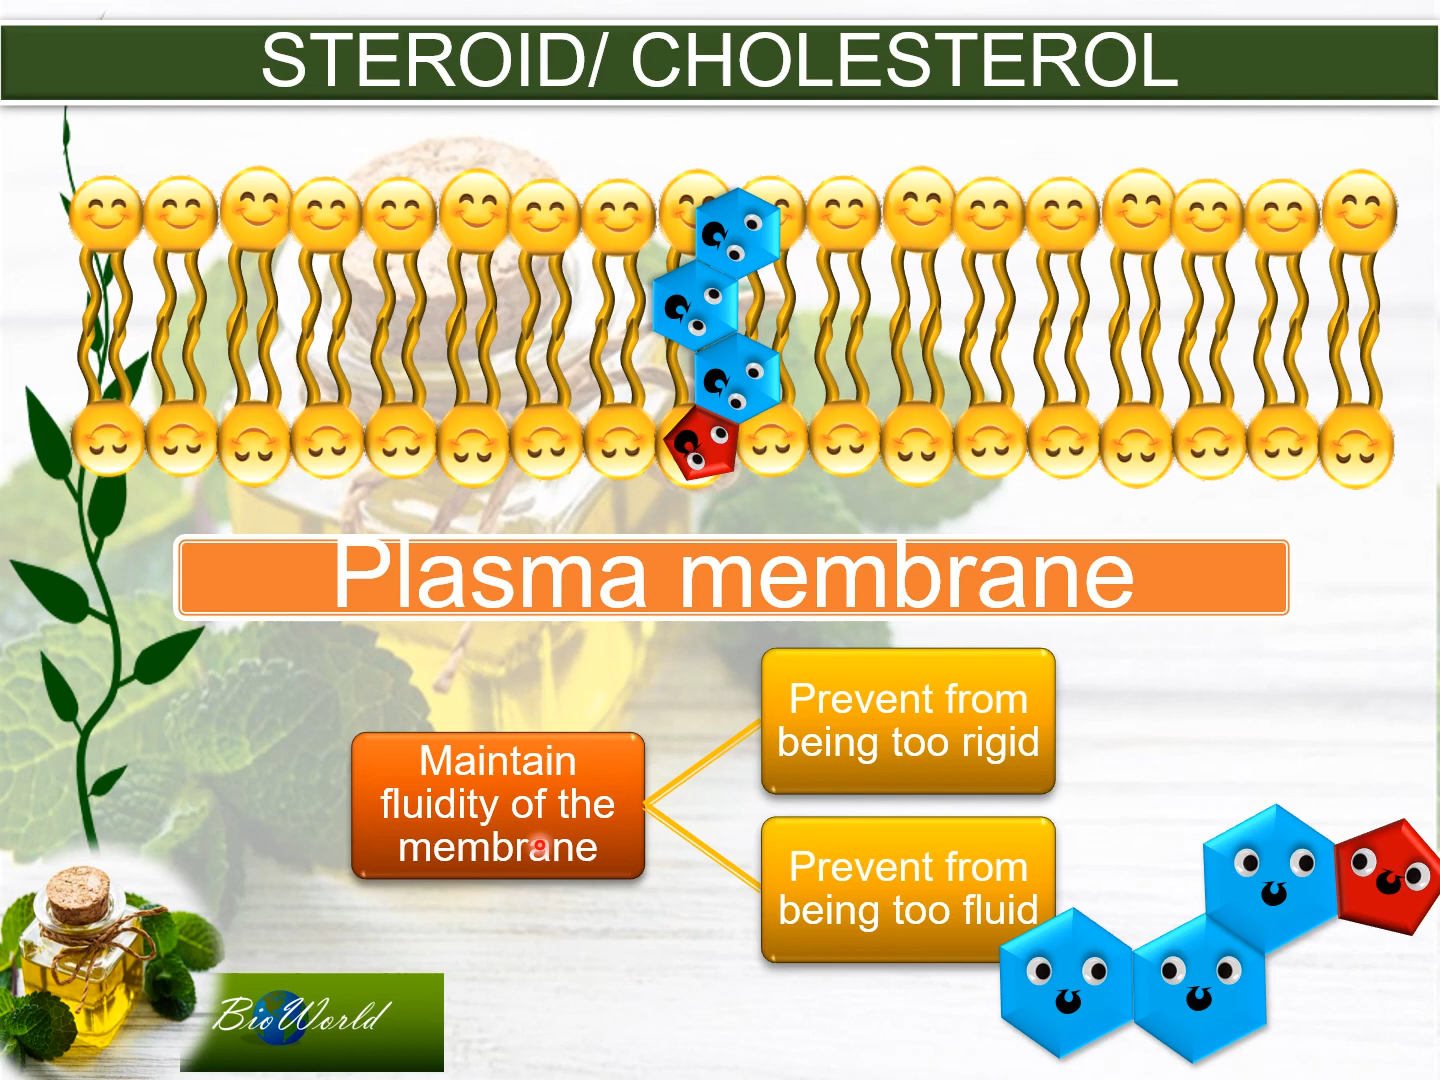 STEROID/ CHOLESTEROL
Plasma membrane
Maintain
fluidity of the
membrane
Prevent from
being too rigid
Prevent from
being too fluid
BioWorld